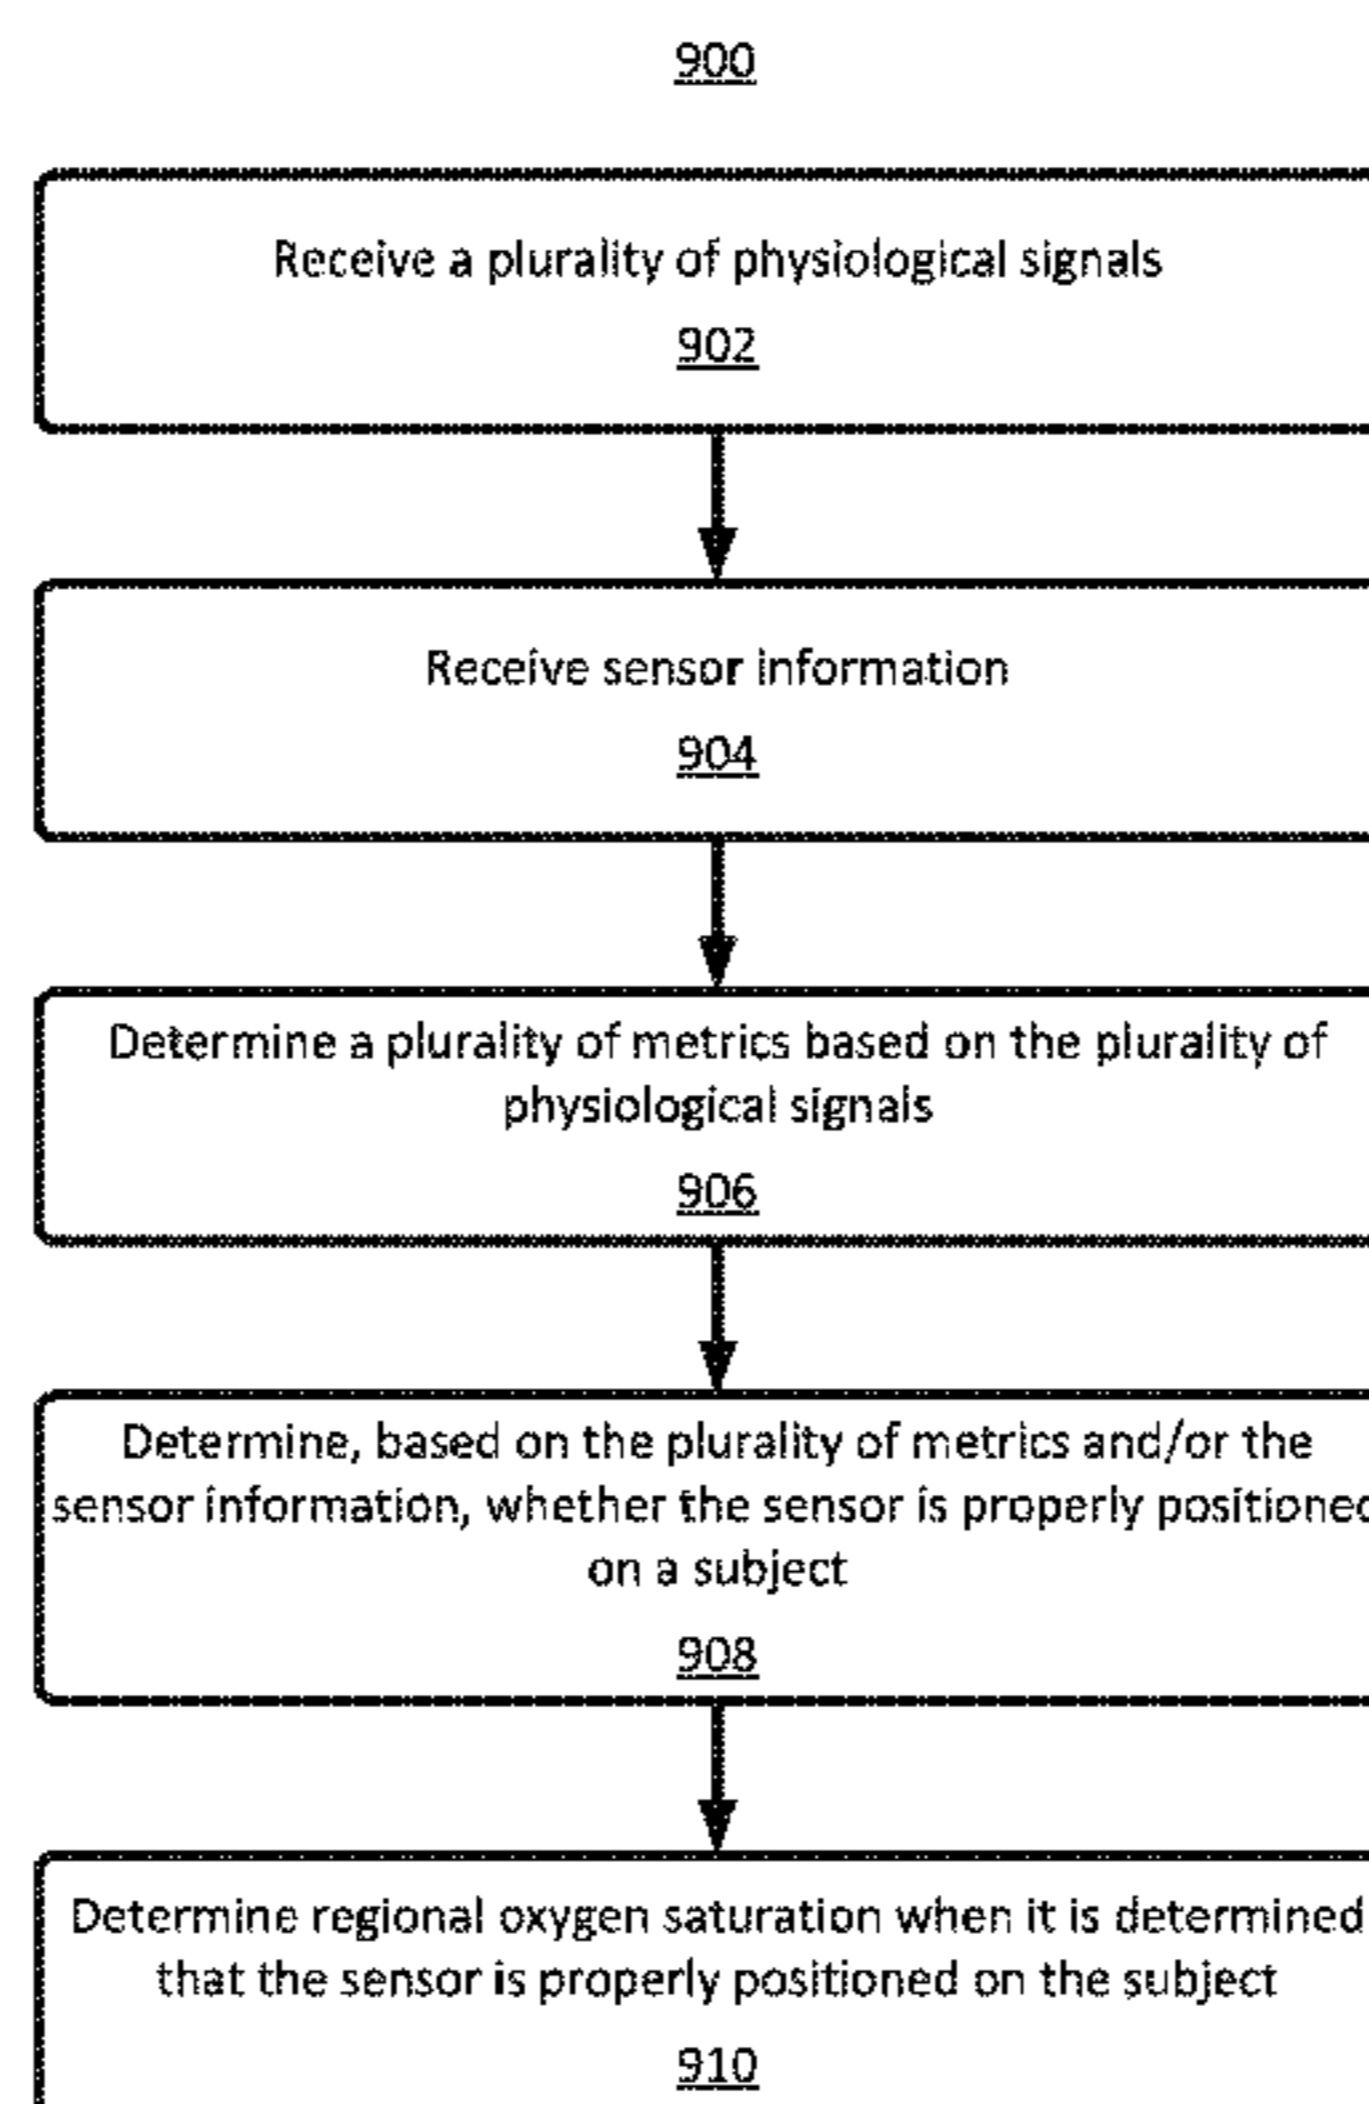 900
Receive a plurality of physiological signals
902
Receive sensor information
904
Determine a plurality of metrics based on the plurality of
physiological signals
906
Determine, based on the plurality of metrics and/or the
sensor information, whether the sensor is properly positioned
on a subject
908
Determine regional oxygen saturation when it is determined
that the sensor is properly positioned on the subject
910